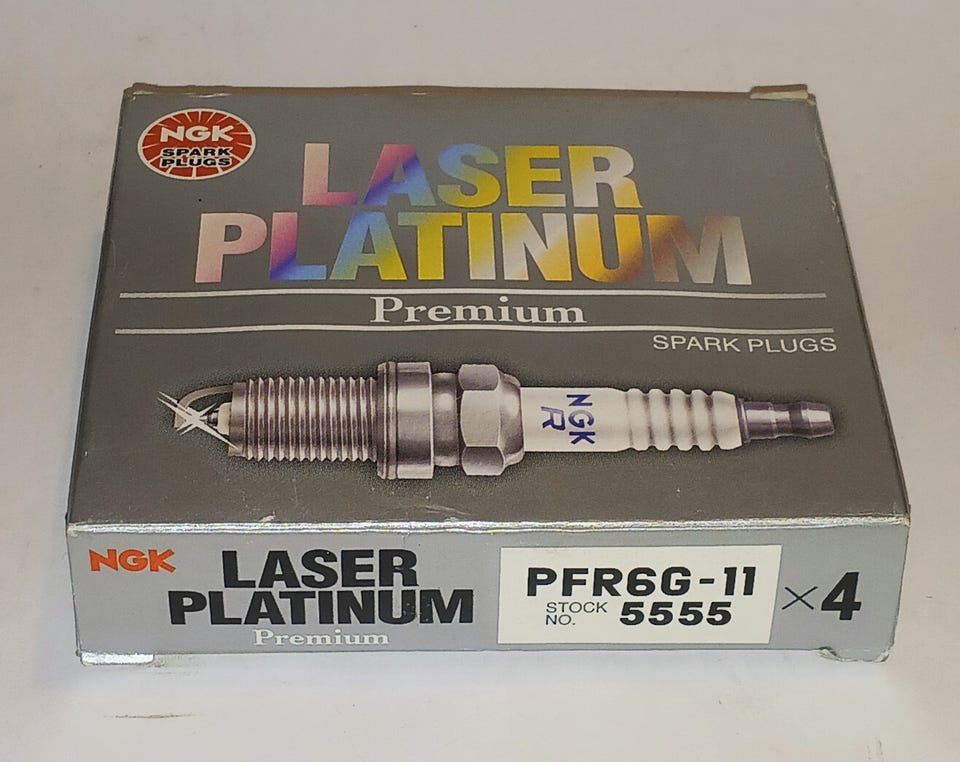 NGK
SPARK
PLUGS
LASER
PLATINUM
Premium
SPARK PLUGS
NGK
R
NGK
LASER
PLATINUM
Premium
PFR6G-11
STOCK NO. 5555
×4